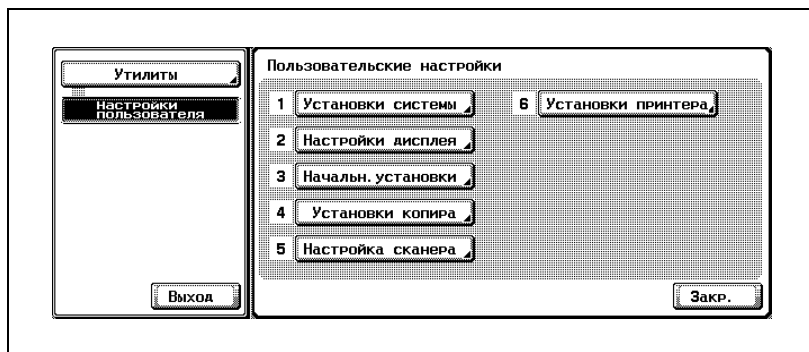 Утилиты
Настройки
пользователя
Выход
Пользовательские настройки
1 Установки системы
2 Настройки дисплея
3 Начальн.установки
4 Установки копира
5 Настройка сканера
6 Установки принтера
Закр.